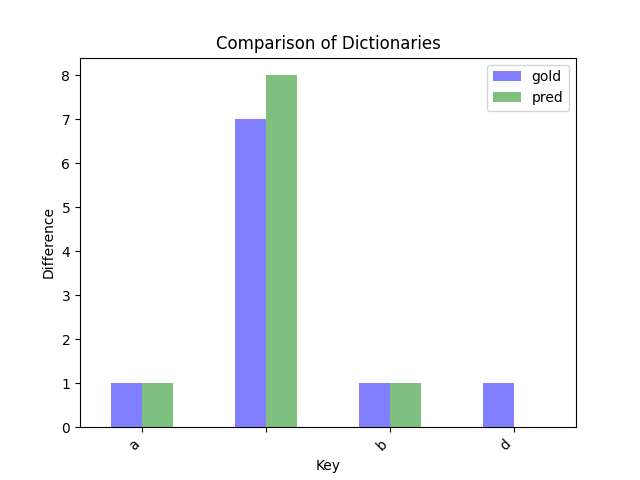 Comparison of Dictionaries
gold
pred
8
7
6
5
4
3
2
1
0
Difference
a
b
d
Key